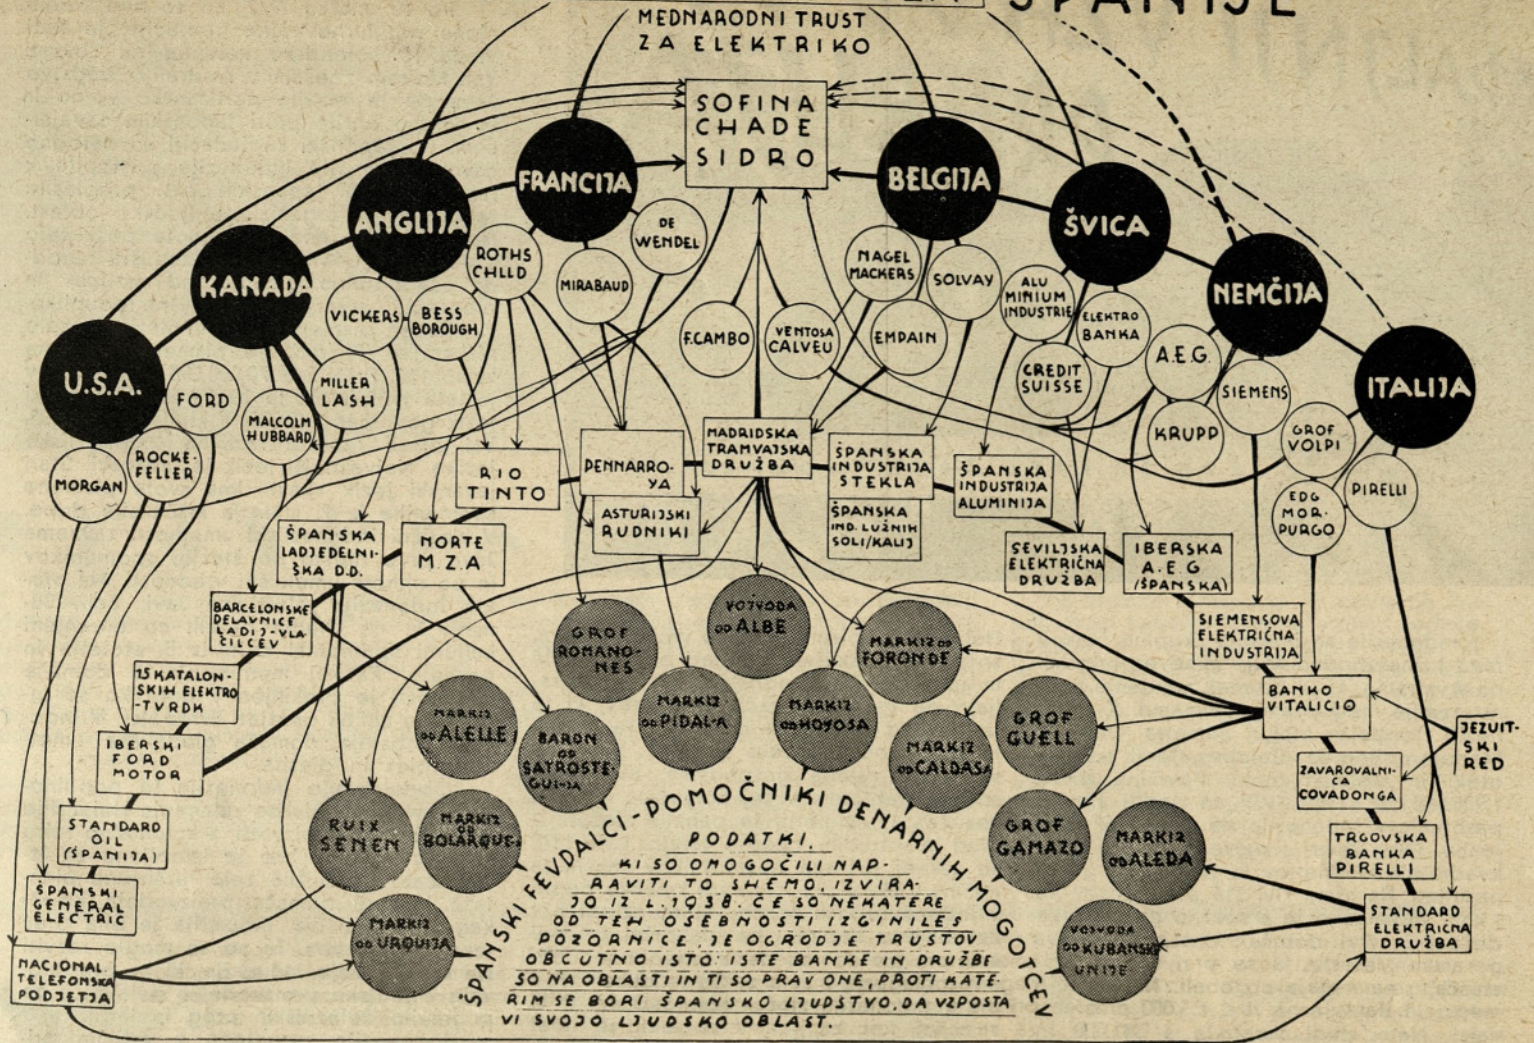 ŠPANIJE
MEDNARODNI TRUST
ZA ELEKTRIKO
SOFINA
CHADE
SIDRO
FRANCIJA
BELGIJA
ANGLIJA
ŠVICA
KANADA
NEMČIJA
U.S.A.
ITALIJA
DE
WENDEL
ROTHS
CHILD
MIRABAUD
VICKERS
BESS
BOROUGH
F.CAMBO
VENTOSA
CALVEU
NAGEL
MACKERS
EMPAIN
SOLVAY
ALU
MINIUM
INDUSTRIE
ELEKTRO
BANKA
CREDIT
SUISSE
A.E.G.
KRUPP
SIEMENS
GROF
VOLPI
EDG
MOR-
PURGO
PIRELLI
FORD
MILLER
LASH
MALCOLM
HUBBARD
ROCKE-
FELLER
MORGAN
RIO
TINTO
PENNARRO-
YA
ASTURIJSKI
RUDNIKI
MADRIDSKA
TRAMVAJSKA
DRUŽBA
ŠPANSKA
INDUSTRIJA
STEKLA
ŠPANSKA
IND. LUŽNIH
SOLI/KALIJ
ŠPANSKA
INDUSTRIJA
ALUMINIJA
SEVILJSKA
ELEKTRIČNA
DRUŽBA
IBERSKA
A.E.G
(ŠPANSKA)
SIEMENSOVA
ELEKTRIČNA
INDUSTRIJA
BANKO
VITALICIO
JEZUIT-
SKI
RED
ZAVAROVALNI-
CA
COVADONGA
TRGOVSKA
BANKA
PIRELLI
STANDARD
ELEKTRIČNA
DRUŽBA
ŠPANSKA
LADJEDELNI-
ŠKA D.D.
NORTE
M.Z.A
BARCELONSKE
DELAVNICE
LADIJ-VLA-
ČILCEV
15 KATALON-
SKIH ELEKTRO
-TVRDK
IBERSKI
FORD
MOTOR
STANDARD
OIL
(ŠPANIJA)
ŠPANSKI
GENERAL
ELECTRIC
NACIONAL
TELEFONSKA
PODJETJA
GROF
ROMANO-
NES
VOJVODA
OD ALBE
MARKIZ OD
FORONDE
MARKIZ
OD PIDAL-A
MARKIZ
OD HOYOSA
MARKIZ
OD ALELLE
BARON
OD
SATROSTE-
GUI-JA
MARKIZ
OD CALDASA
GROF
GUELL
RUIX
SENEN
MARKIZ
OD
BOLARQUE
GROF
GAMAZO
MARKIZ
OD ALEDA
MARKIZ
OD URQUIJA
VOJVODA
OD KUBANSKE
UNIJE
ŠPANSKI FEVDALCI-POMOČNIKI DENARNIH MOGOTCEV
PODATKI,
KI SO OMOGOČILI NAP-
RAVITI TO SHEMO, IZVIRA-
JO IZ L.1938. ČE SO NEKATERE
OD TEH OSEBNOSTI IZGINILE S
POZORNICE, JE OGRODJE TRUSTOV
OBČUTNO ISTO: ISTE BANKE IN DRUŽBE
SO NA OBLASTI IN TI SO PRAV ONE, PROTI KATE-
RIM SE BORI ŠPANSKO LJUDSTVO, DA VZPOSTA
VI SVOJO LJUDSKO OBLAST.